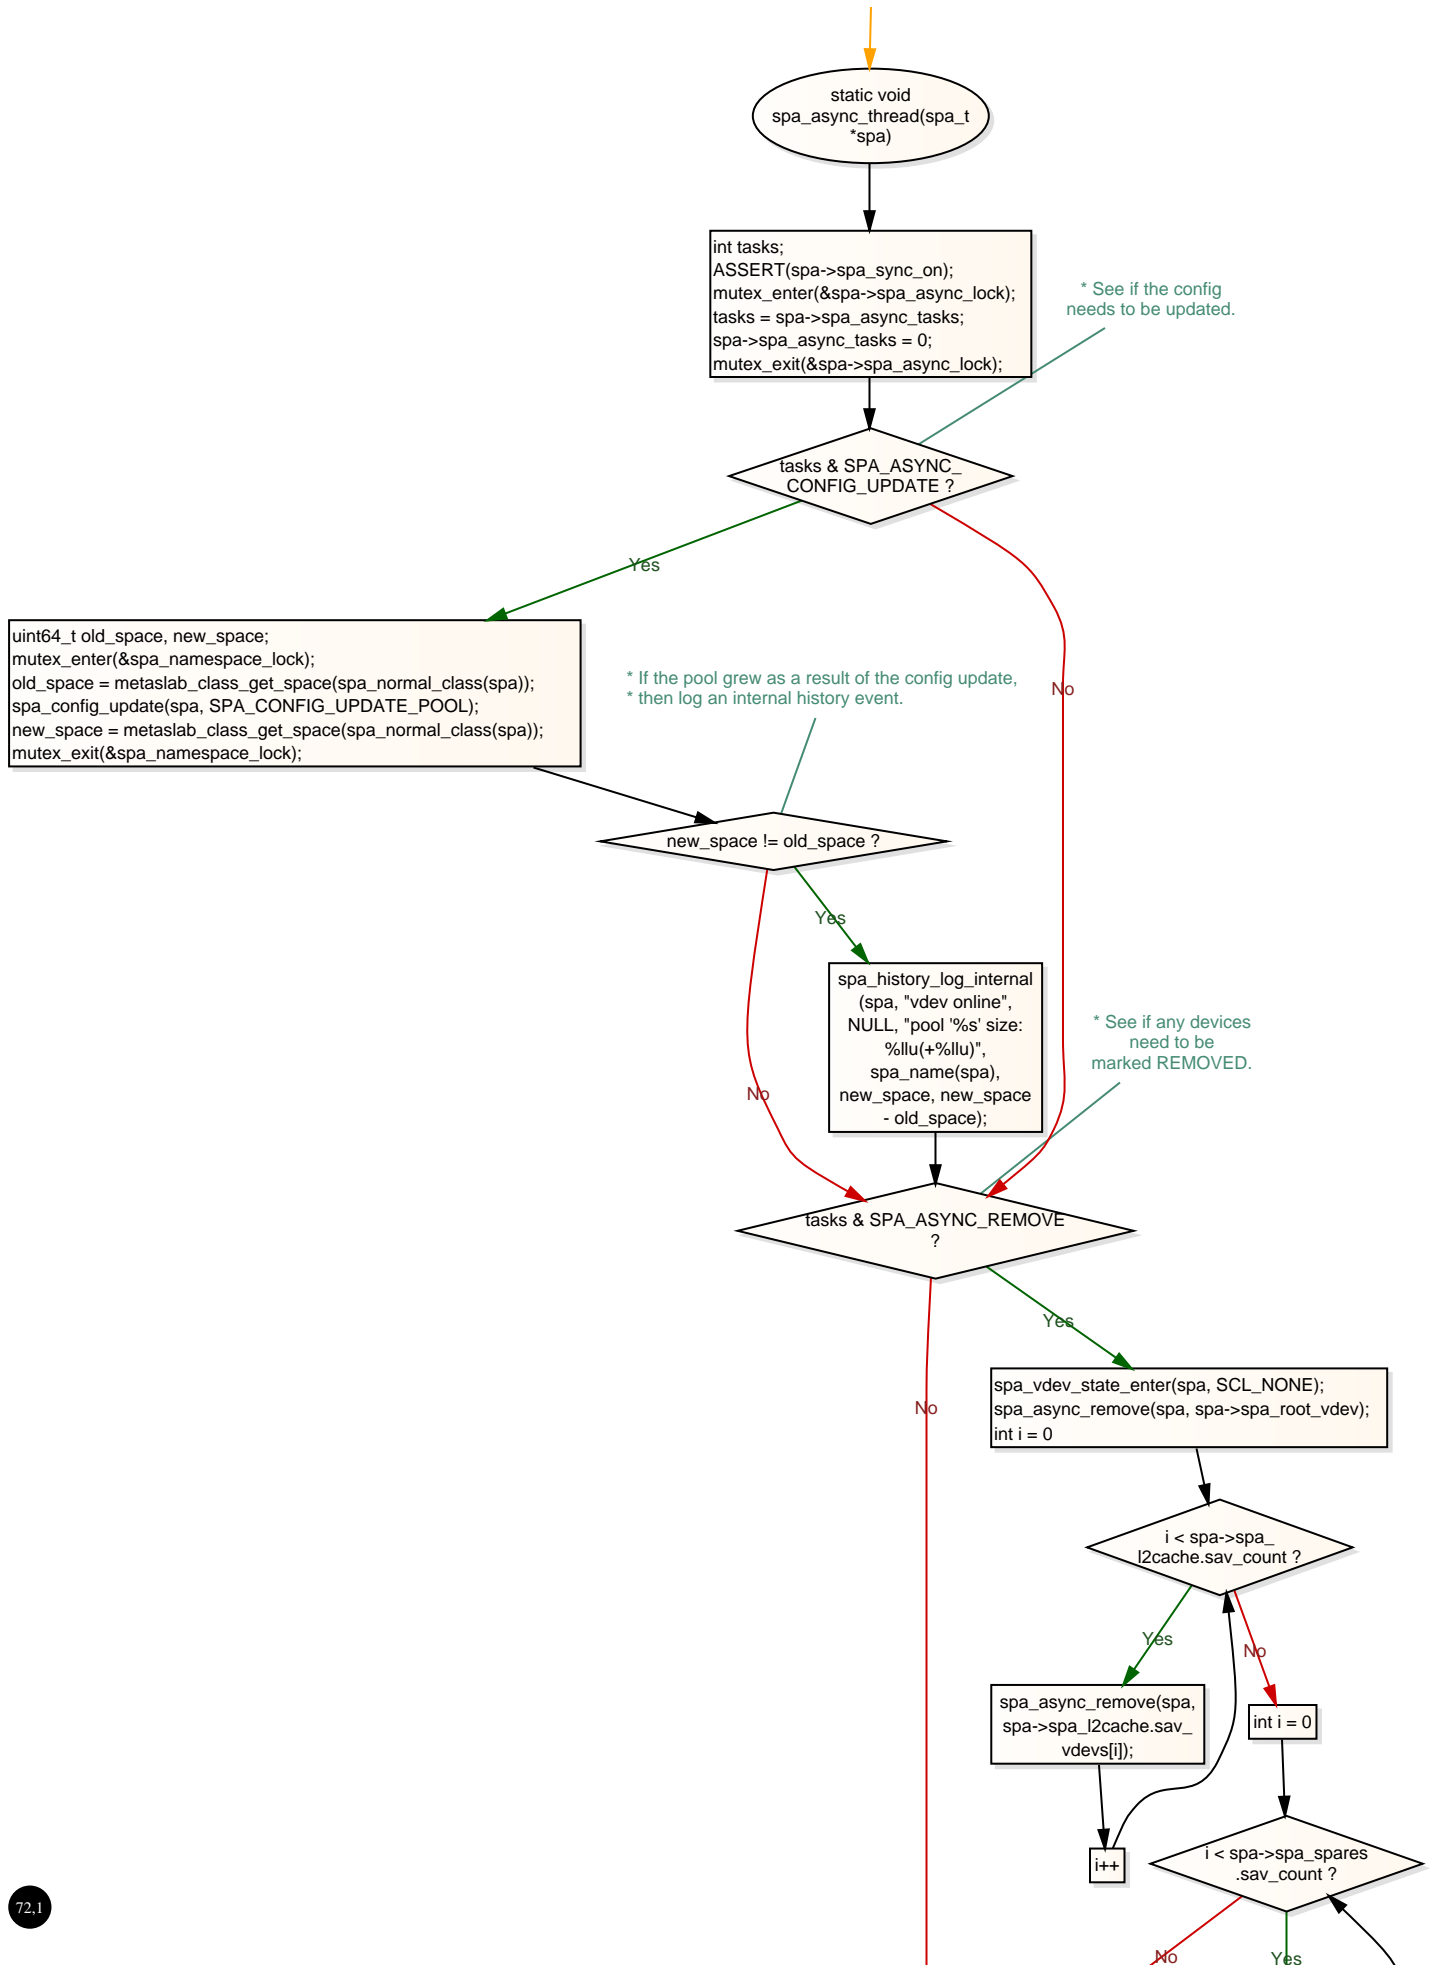 static void
spa_async_thread(spa_t
*spa)
int tasks;
ASSERT(spa->spa_sync_on);
mutex_enter(&spa->spa_async_lock);
tasks = spa->spa_async_tasks;
spa->spa_async_tasks = 0;
mutex_exit(&spa->spa_async_lock);
* See if the config
needs to be updated.
tasks & SPA_ASYNC_
CONFIG_UPDATE ?
Yes
No
uint64_t old_space, new_space;
mutex_enter(&spa_namespace_lock);
old_space = metaslab_class_get_space(spa_normal_class(spa));
spa_config_update(spa, SPA_CONFIG_UPDATE_POOL);
new_space = metaslab_class_get_space(spa_normal_class(spa));
mutex_exit(&spa_namespace_lock);
* If the pool grew as a result of the config update,
* then log an internal history event.
new_space != old_space ?
Yes
No
spa_history_log_internal
(spa, "vdev online",
NULL, "pool '%s' size:
%llu(+%llu)",
spa_name(spa),
new_space, new_space
- old_space);
* See if any devices
need to be
marked REMOVED.
tasks & SPA_ASYNC_REMOVE
?
Yes
No
spa_vdev_state_enter(spa, SCL_NONE);
spa_async_remove(spa, spa->spa_root_vdev);
int i = 0
i < spa->spa_
l2cache.sav_count ?
Yes
No
spa_async_remove(spa,
spa->spa_l2cache.sav_
vdevs[i]);
int i = 0
i++
i < spa->spa_spares
.sav_count ?
No
Yes
72,1